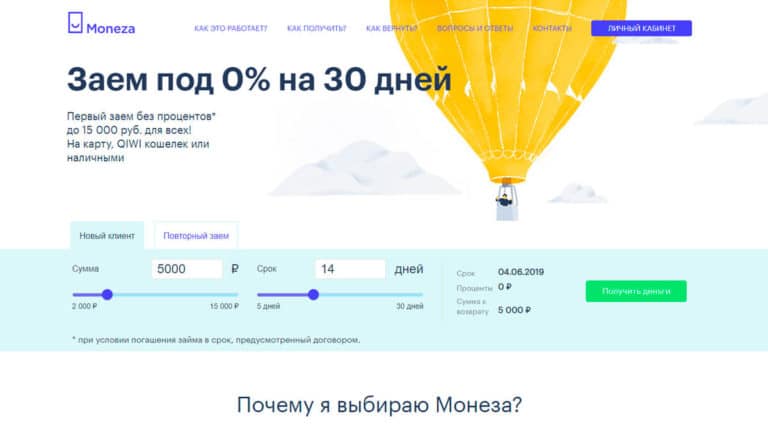 Moneza
КАК ЭТО РАБОТАЕТ? КАК ПОЛУЧИТЬ? КАК ВЕРНУТЬ? ВОПРОСЫ И ОТВЕТЫ КОНТАКТЫ ЛИЧНЫЙ КАБИНЕТ
Заем под 0% на 30 дней
Первый заем без процентов*
до 15 000 руб. для всех!
На карту, QIWI кошелек или
наличными
Новый клиент Повторный заем
Сумма 5000 ₽ Срок 14 дней
2 000 ₽ 15 000 ₽ 5 дней 30 дней
Срок 04.06.2019
Проценты 0 ₽
Сумма к
возврату 5 000 ₽
Получить деньги
* при условии погашения займа в срок, предусмотренный договором.
Почему я выбираю Монеза?